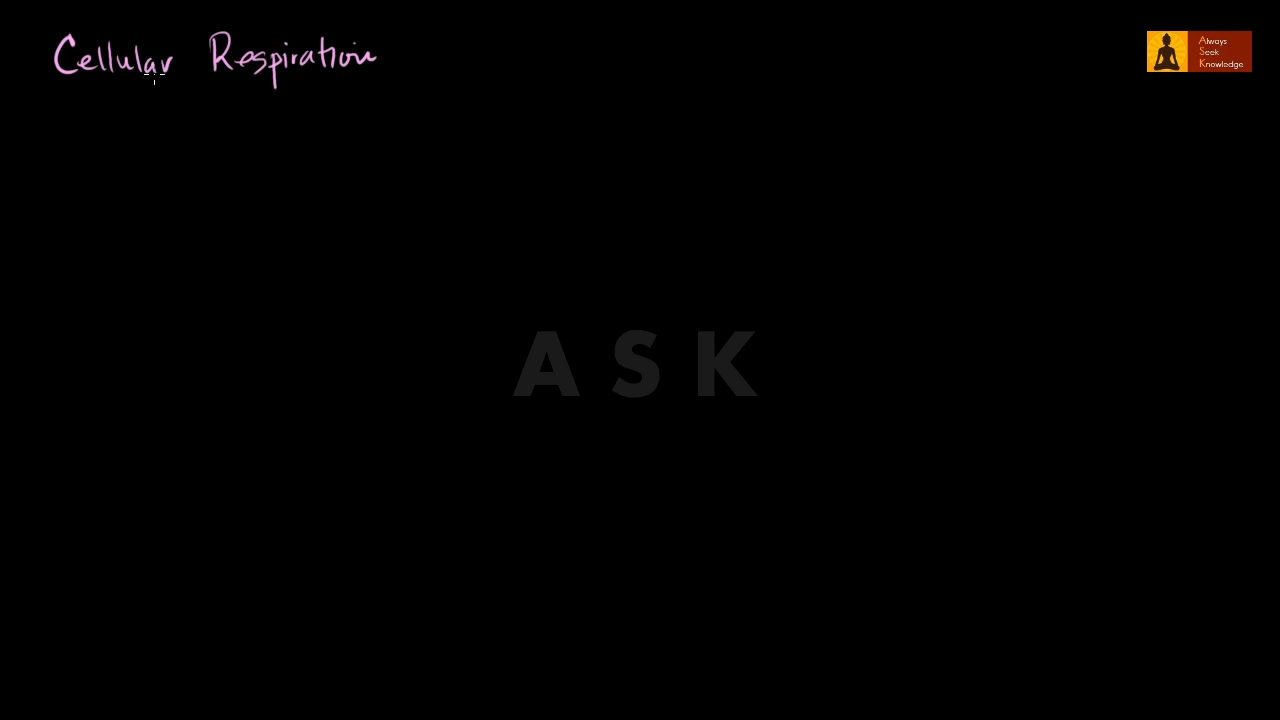 Cellular Respiration
Always
Seek
Knowledge
ASK